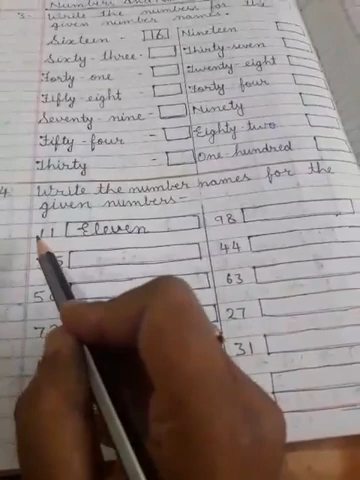 Number
3. Write the numbers for the
given number names.
Sixteen - 16 Nineteen
Sixty-three - Thirty-seven
Forty-one - Twenty eight
Fifty-eight - Forty four
Seventy-nine - Ninety
Fifty-four - Eighty-two
Thirty - One hundred
4. Write the number names for the
given numbers-
11 Eleven 98
44
63
27
31